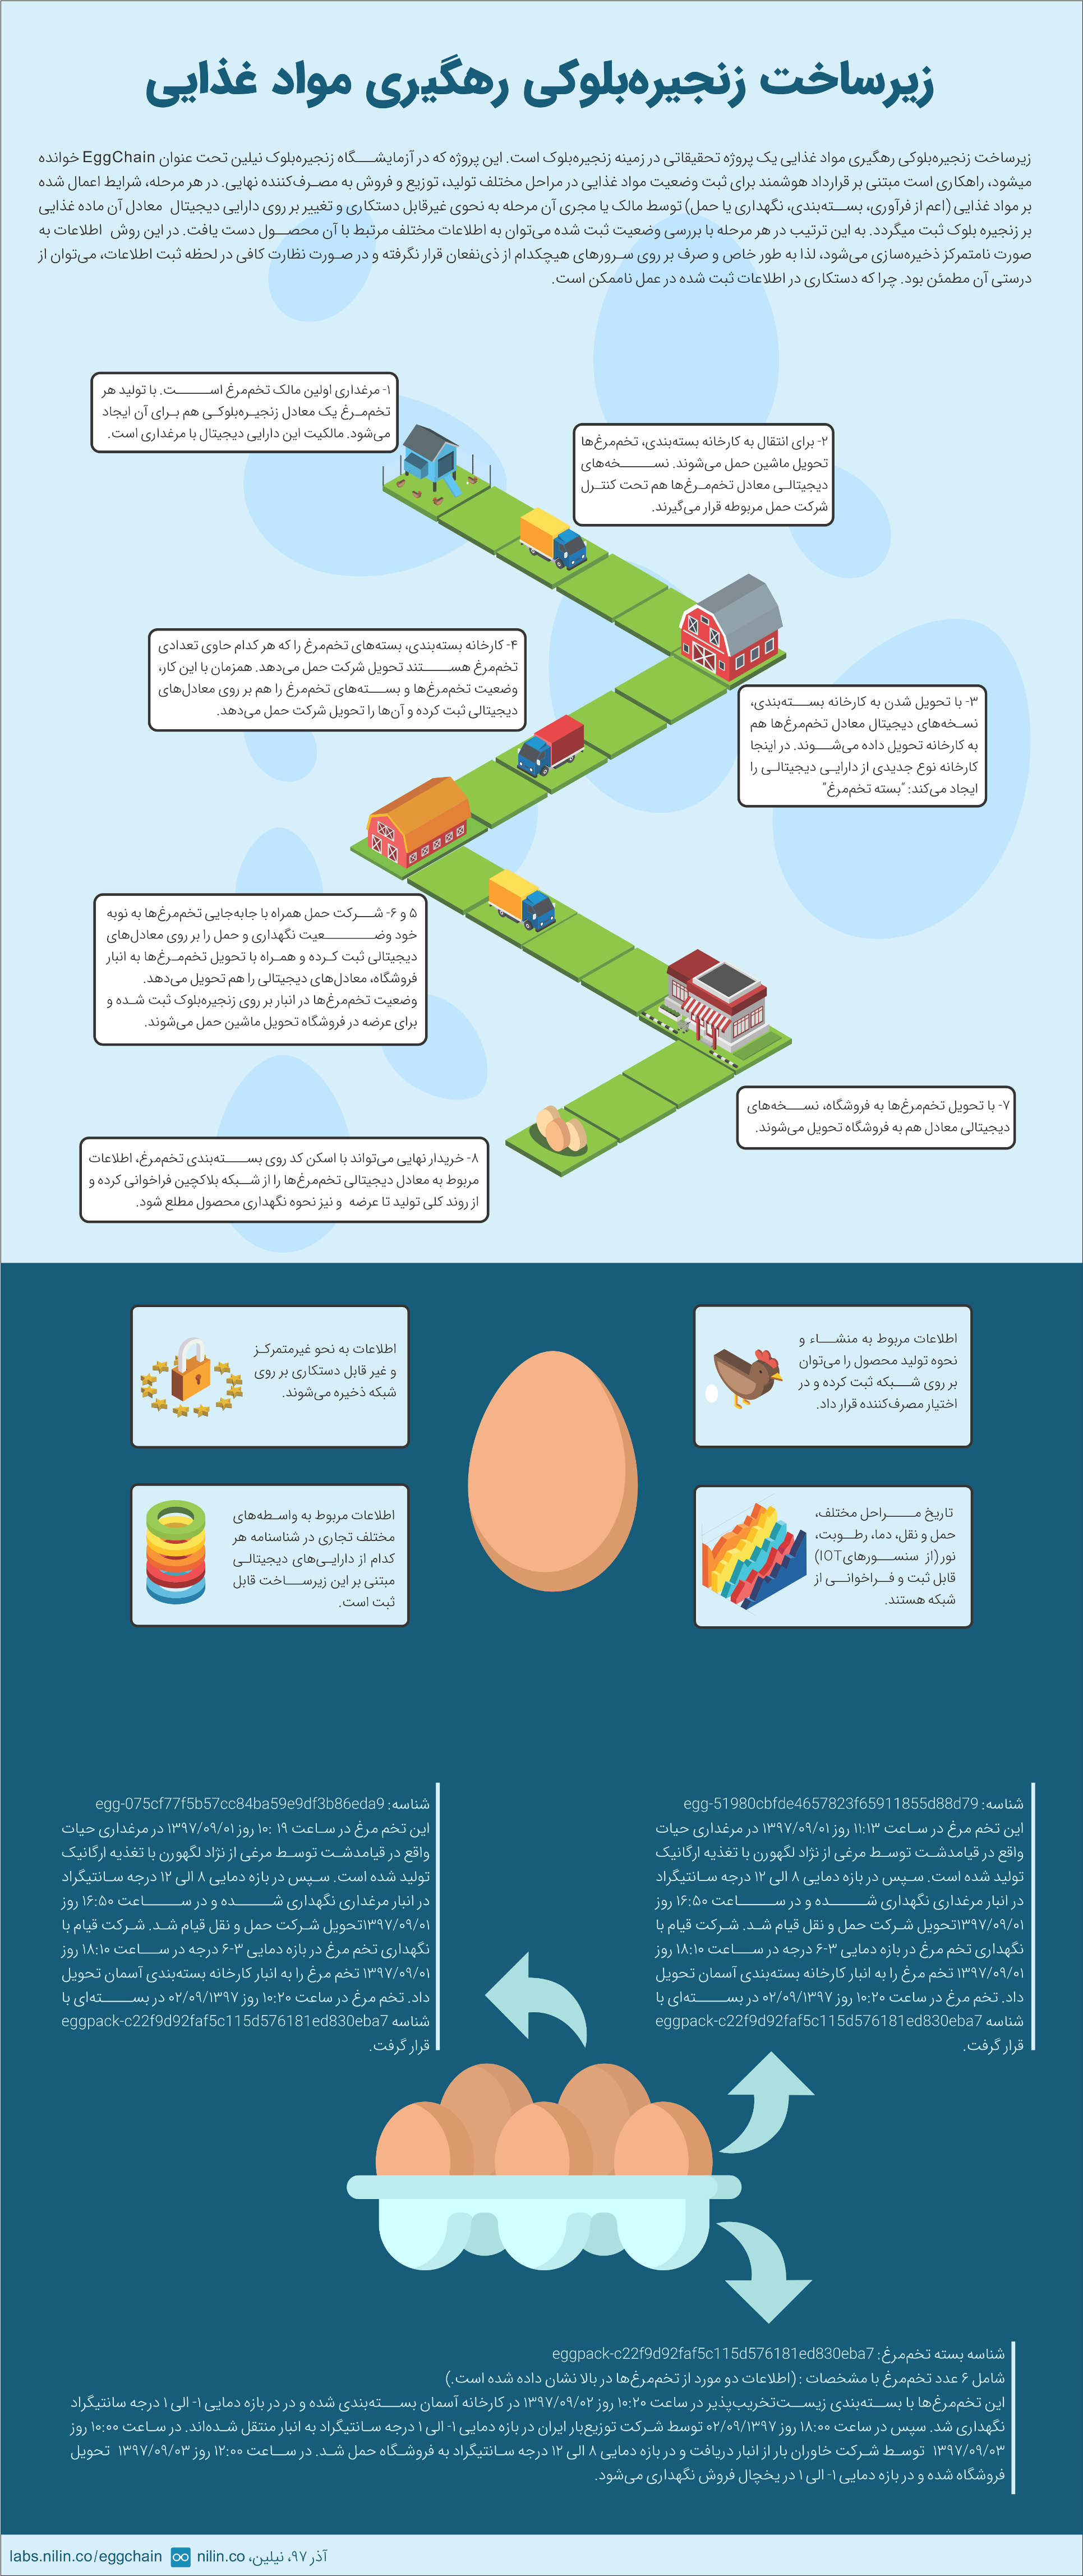 زیرساخت زنجیره‌بلوکی رهگیری مواد غذایی
زیرساخت زنجیره‌بلوکی رهگیری مواد غذایی یک پروژه تحقیقاتی در زمینه زنجیره‌بلوک است. این پروژه که در آزمایشگاه زنجیره‌بلوک نیلین تحت عنوان EggChain خوانده
میشود، راهکاری است مبتنی بر قرارداد هوشمند برای ثبت وضعیت مواد غذایی در مراحل مختلف تولید، توزیع و فروش به مصرف‌کننده نهایی. در هر مرحله، شرایط اعمال شده
بر مواد غذایی (اعم از فرآوری، بسته‌بندی، نگهداری یا حمل) توسط مالک یا مجری آن مرحله به نحوی غیرقابل دستکاری و تغییر بر روی دارایی دیجیتال معادل آن ماده غذایی
بر زنجیره بلوک ثبت میگردد. به این ترتیب در هر مرحله با بررسی وضعیت ثبت شده می‌توان به اطلاعات مختلف مرتبط با آن محصول دست یافت. در این روش اطلاعات به
صورت نامتمرکز ذخیره‌سازی می‌شود، لذا به طور خاص و صرف بر روی سرورهای هیچکدام از ذی‌نفعان قرار نگرفته و در صورت نظارت کافی در لحظه ثبت اطلاعات، می‌توان از
درستی آن مطمئن بود. چرا که دستکاری در اطلاعات ثبت شده در عمل ناممکن است.
۱- مرغداری اولین مالک تخم‌مرغ است. با تولید هر
تخم‌مرغ یک معادل زنجیره‌بلوکی هم برای آن ایجاد
می‌شود. مالکیت این دارایی دیجیتال با مرغداری است.
۲- برای انتقال به کارخانه بسته‌بندی، تخم‌مرغ‌ها
تحویل ماشین حمل می‌شوند. نسخه‌های
دیجیتالی معادل تخم‌مرغ‌ها هم تحت کنترل
شرکت حمل مربوطه قرار می‌گیرند.
۳- با تحویل شدن به کارخانه بسته‌بندی،
نسخه‌های دیجیتال معادل تخم‌مرغ‌ها هم
به کارخانه تحویل داده می‌شوند. در اینجا
کارخانه نوع جدیدی از دارایی دیجیتالی را
ایجاد می‌کند: "بسته تخم‌مرغ"
۴- کارخانه بسته‌بندی، بسته‌های تخم‌مرغ را که هر کدام حاوی تعدادی
تخم‌مرغ هستند تحویل شرکت حمل می‌دهد. همزمان با این کار،
وضعیت تخم‌مرغ‌ها و بسته‌های تخم‌مرغ را هم بر روی معادل‌های
دیجیتالی ثبت کرده و آن‌ها را تحویل شرکت حمل می‌دهد.
۵ و ۶- شرکت حمل همراه با جابه‌جایی تخم‌مرغ‌ها به نوبه
خود وضعیت نگهداری و حمل را بر روی معادل‌های
دیجیتالی ثبت کرده و همراه با تحویل تخم‌مرغ‌ها به انبار
فروشگاه، معادل‌های دیجیتالی را هم تحویل می‌دهد.
وضعیت تخم‌مرغ‌ها در انبار بر روی زنجیره‌بلوک ثبت شده و
برای عرضه در فروشگاه تحویل ماشین حمل می‌شوند.
۷- با تحویل تخم‌مرغ‌ها به فروشگاه، نسخه‌های
دیجیتالی معادل هم به فروشگاه تحویل می‌شوند.
۸- خریدار نهایی می‌تواند با اسکن کد روی بسته‌بندی تخم‌مرغ، اطلاعات
مربوط به معادل دیجیتالی تخم‌مرغ‌ها را از شبکه بلاکچین فراخوانی کرده و
از روند کلی تولید تا عرضه و نیز نحوه نگهداری محصول مطلع شود.
اطلاعات مربوط به منشاء و
نحوه تولید محصول را می‌توان
بر روی شبکه ثبت کرده و در
اختیار مصرف‌کننده قرار داد.
اطلاعات به نحو غیرمتمرکز
و غیر قابل دستکاری بر روی
شبکه ذخیره می‌شوند.
تاریخ مراحل مختلف،
حمل و نقل، دما، رطوبت،
نور (از سنسورهای IOT)
قابل ثبت و فراخوانی از
شبکه هستند.
اطلاعات مربوط به واسطه‌های
مختلف تجاری در شناسنامه هر
کدام از دارایی‌های دیجیتالی
مبتنی بر این زیرساخت قابل
ثبت است.
شناسه: egg-51980cbfde4657823f65911855d88d79
این تخم مرغ در ساعت ۱۱:۱۳ روز ۱۳۹۷/۰۹/۰۱ در مرغداری حیات
واقع در قیامدشت توسط مرغی از نژاد لگهورن با تغذیه ارگانیک
تولید شده است. سپس در بازه دمایی ۸ الی ۱۲ درجه سانتیگراد
در انبار مرغداری نگهداری شده و در ساعت ۱۶:۵۰ روز
۱۳۹۷/۰۹/۰۱تحویل شرکت حمل و نقل قیام شد. شرکت قیام با
نگهداری تخم مرغ در بازه دمایی ۳-۶ درجه در ساعت ۱۸:۱۰ روز
۱۳۹۷/۰۹/۰۱ تخم مرغ را به انبار کارخانه بسته‌بندی آسمان تحویل
داد. تخم مرغ در ساعت ۱۰:۲۰ روز ۰۲/۰۹/۱۳۹۷ در بسته‌ای با
شناسه eggpack-c22f9d92faf5c115d576181ed830eba7
قرار گرفت.
شناسه: egg-075cf77f5b57cc84ba59e9df3b86eda9
این تخم مرغ در ساعت ۱۹ :۱۰ روز ۱۳۹۷/۰۹/۰۱ در مرغداری حیات
واقع در قیامدشت توسط مرغی از نژاد لگهورن با تغذیه ارگانیک
تولید شده است. سپس در بازه دمایی ۸ الی ۱۲ درجه سانتیگراد
در انبار مرغداری نگهداری شده و در ساعت ۱۶:۵۰ روز
۱۳۹۷/۰۹/۰۱تحویل شرکت حمل و نقل قیام شد. شرکت قیام با
نگهداری تخم مرغ در بازه دمایی ۳-۶ درجه در ساعت ۱۸:۱۰ روز
۱۳۹۷/۰۹/۰۱ تخم مرغ را به انبار کارخانه بسته‌بندی آسمان تحویل
داد. تخم مرغ در ساعت ۱۰:۲۰ روز ۰۲/۰۹/۱۳۹۷ در بسته‌ای با
شناسه eggpack-c22f9d92faf5c115d576181ed830eba7
قرار گرفت.
شناسه بسته تخم‌مرغ: eggpack-c22f9d92faf5c115d576181ed830eba7
شامل ۶ عدد تخم‌مرغ با مشخصات : (اطلاعات دو مورد از تخم‌مرغ‌ها در بالا نشان داده شده است.)
این تخم‌مرغ‌ها با بسته‌بندی زیست‌تخریب‌پذیر در ساعت ۱۰:۲۰ روز ۱۳۹۷/۰۹/۰۲ در کارخانه آسمان بسته‌بندی شده و در در بازه دمایی ۱- الی ۱ درجه سانتیگراد
نگهداری شد. سپس در ساعت ۱۸:۰۰ روز ۰۲/۰۹/۱۳۹۷ توسط شرکت توزیع‌بار ایران در بازه دمایی ۱- الی ۱ درجه سانتیگراد به انبار منتقل شده‌اند. در ساعت ۱۰:۰۰ روز
۱۳۹۷/۰۹/۰۳ توسط شرکت خاوران بار از انبار دریافت و در بازه دمایی ۸ الی ۱۲ درجه سانتیگراد به فروشگاه حمل شد. در ساعت ۱۲:۰۰ روز ۱۳۹۷/۰۹/۰۳ تحویل
فروشگاه شده و در بازه دمایی ۱- الی ۱ در یخچال فروش نگهداری می‌شود.
آذر ۹۷، نیلین، nilin.co labs.nilin.co/eggchain